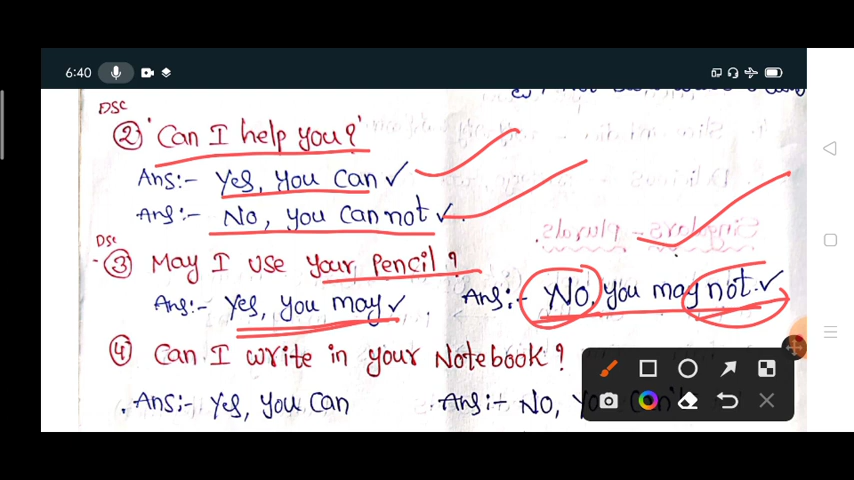 6:40
DSC
② 'Can I help you?'
Ans:- Yes, you can ✓
Ans:- No, you can not ✓
DSC
③ May I use your pencil?
Ans:- Yes, you may ✓ Ans:- No, you may not. ✓
④ Can I write in your Notebook?
Ans:- Yes, you can Ans:- No,